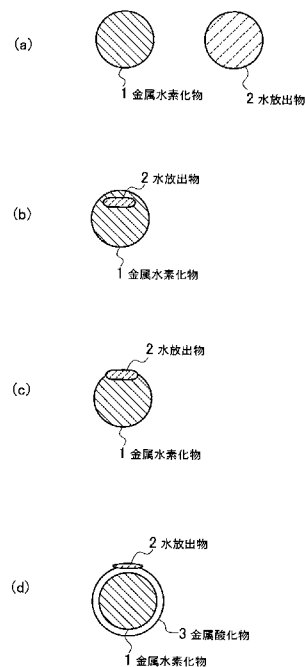 (a)
1 金属水素化物
2 水放出物
(b)
2 水放出物
1 金属水素化物
(c)
2 水放出物
1 金属水素化物
(d)
2 水放出物
3 金属酸化物
1 金属水素化物